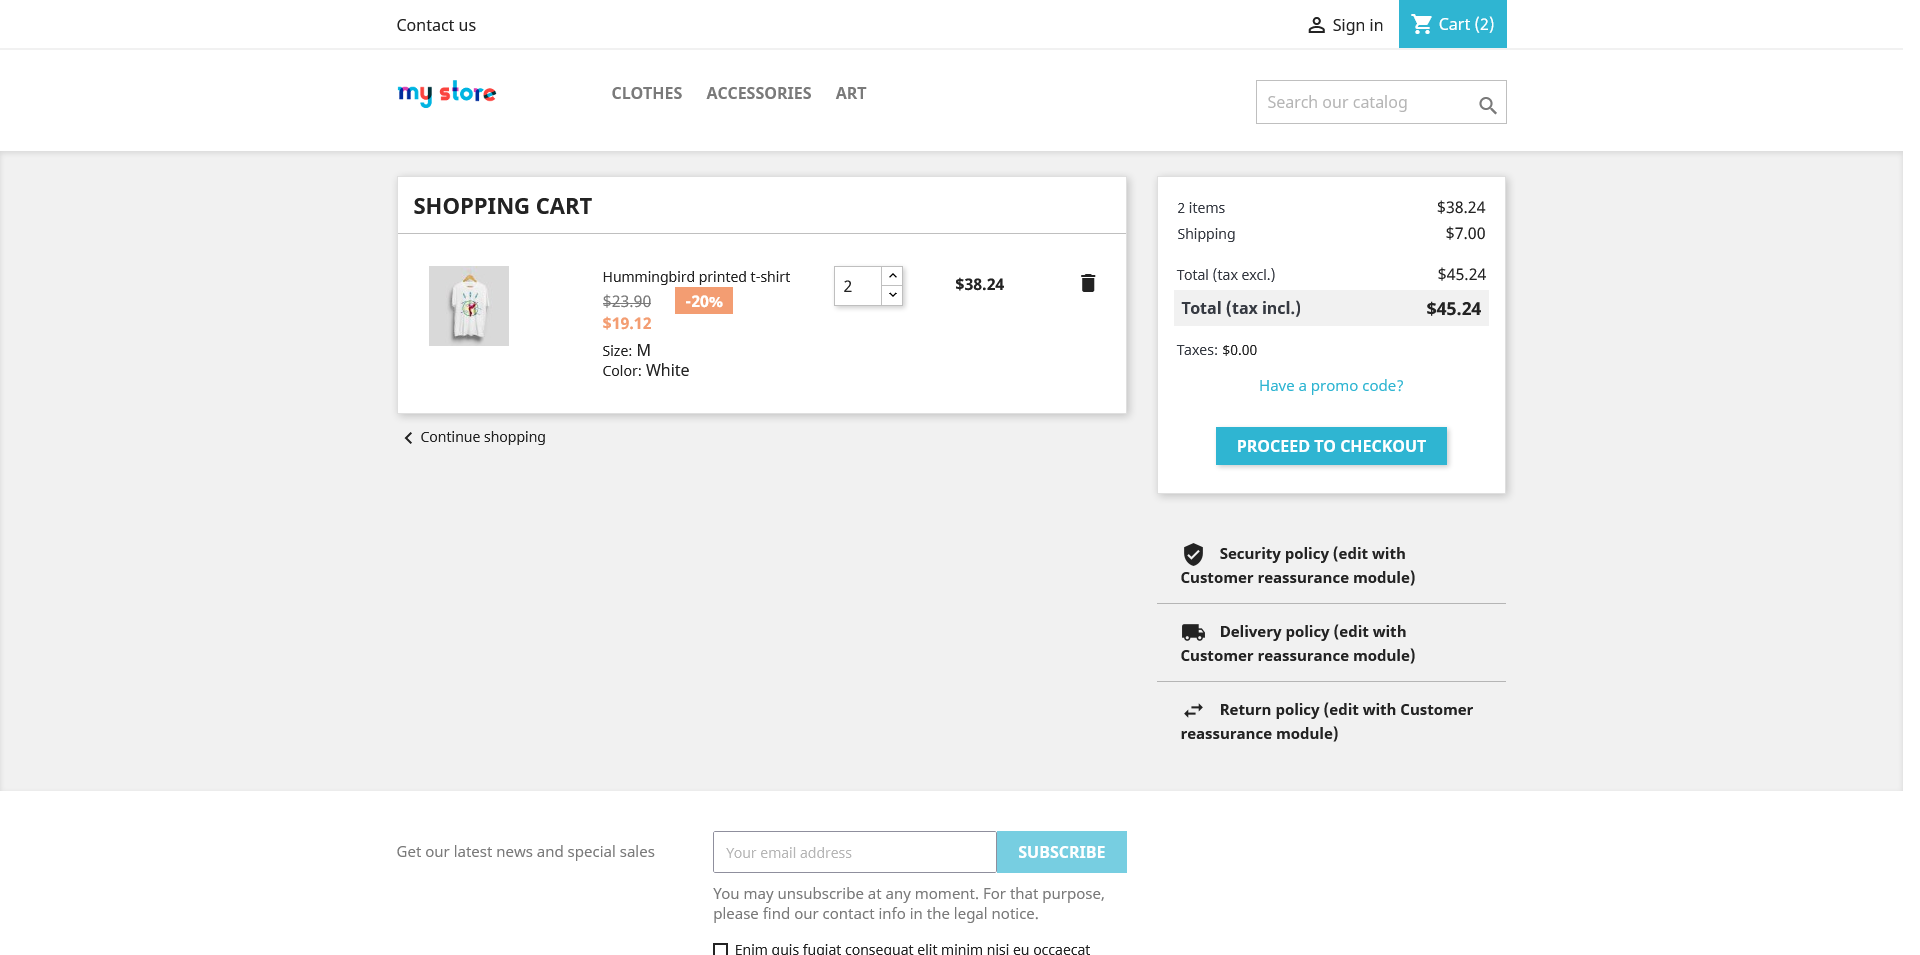 Contact us
Sign in
Cart (2)
my store
CLOTHES
ACCESSORIES
ART
Search our catalog
SHOPPING CART
Hummingbird printed t-shirt
$23.90 -20%
$19.12
Size: M
Color: White
2
$38.24
Continue shopping
2 items $38.24
Shipping $7.00
Total (tax excl.) $45.24
Total (tax incl.) $45.24
Taxes: $0.00
Have a promo code?
PROCEED TO CHECKOUT
Security policy (edit with
Customer reassurance module)
Delivery policy (edit with
Customer reassurance module)
Return policy (edit with Customer
reassurance module)
Get our latest news and special sales
Your email address
SUBSCRIBE
You may unsubscribe at any moment. For that purpose,
please find our contact info in the legal notice.
Enim quis fugiat consequat elit minim nisi eu occaecat